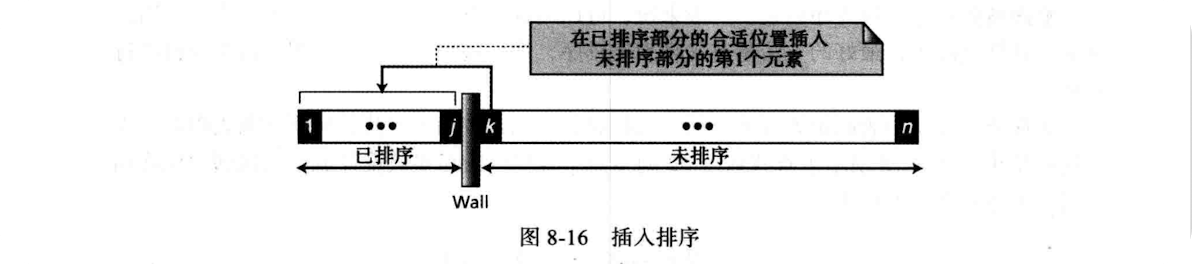 在已排序部分的合适位置插入
未排序部分的第1个元素
1 ••• j k ••• n
已排序 未排序
Wall
图 8-16 插入排序